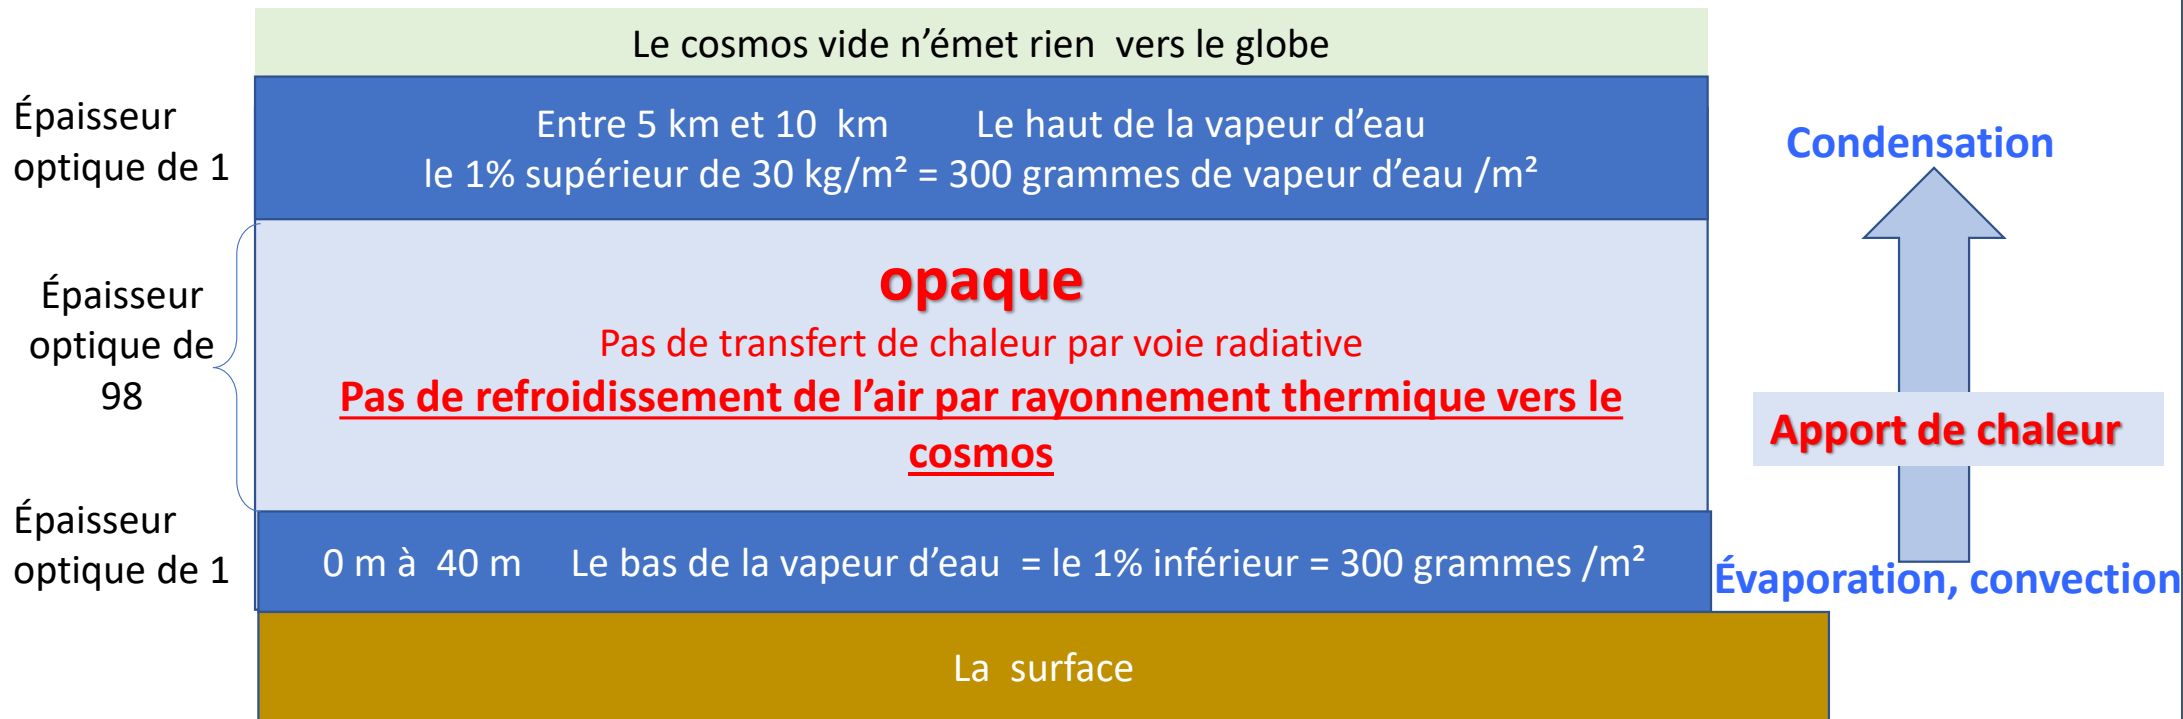 Le cosmos vide n’émet rien vers le globe
Épaisseur
optique de 1
Entre 5 km et 10 km Le haut de la vapeur d’eau
le 1% supérieur de 30 kg/m² = 300 grammes de vapeur d’eau /m²
Condensation
Épaisseur
optique de
98
opaque
Pas de transfert de chaleur par voie radiative
Pas de refroidissement de l’air par rayonnement thermique vers le
cosmos
Apport de chaleur
Épaisseur
optique de 1
0 m à 40 m Le bas de la vapeur d’eau = le 1% inférieur = 300 grammes /m²
Évaporation, convection
La surface